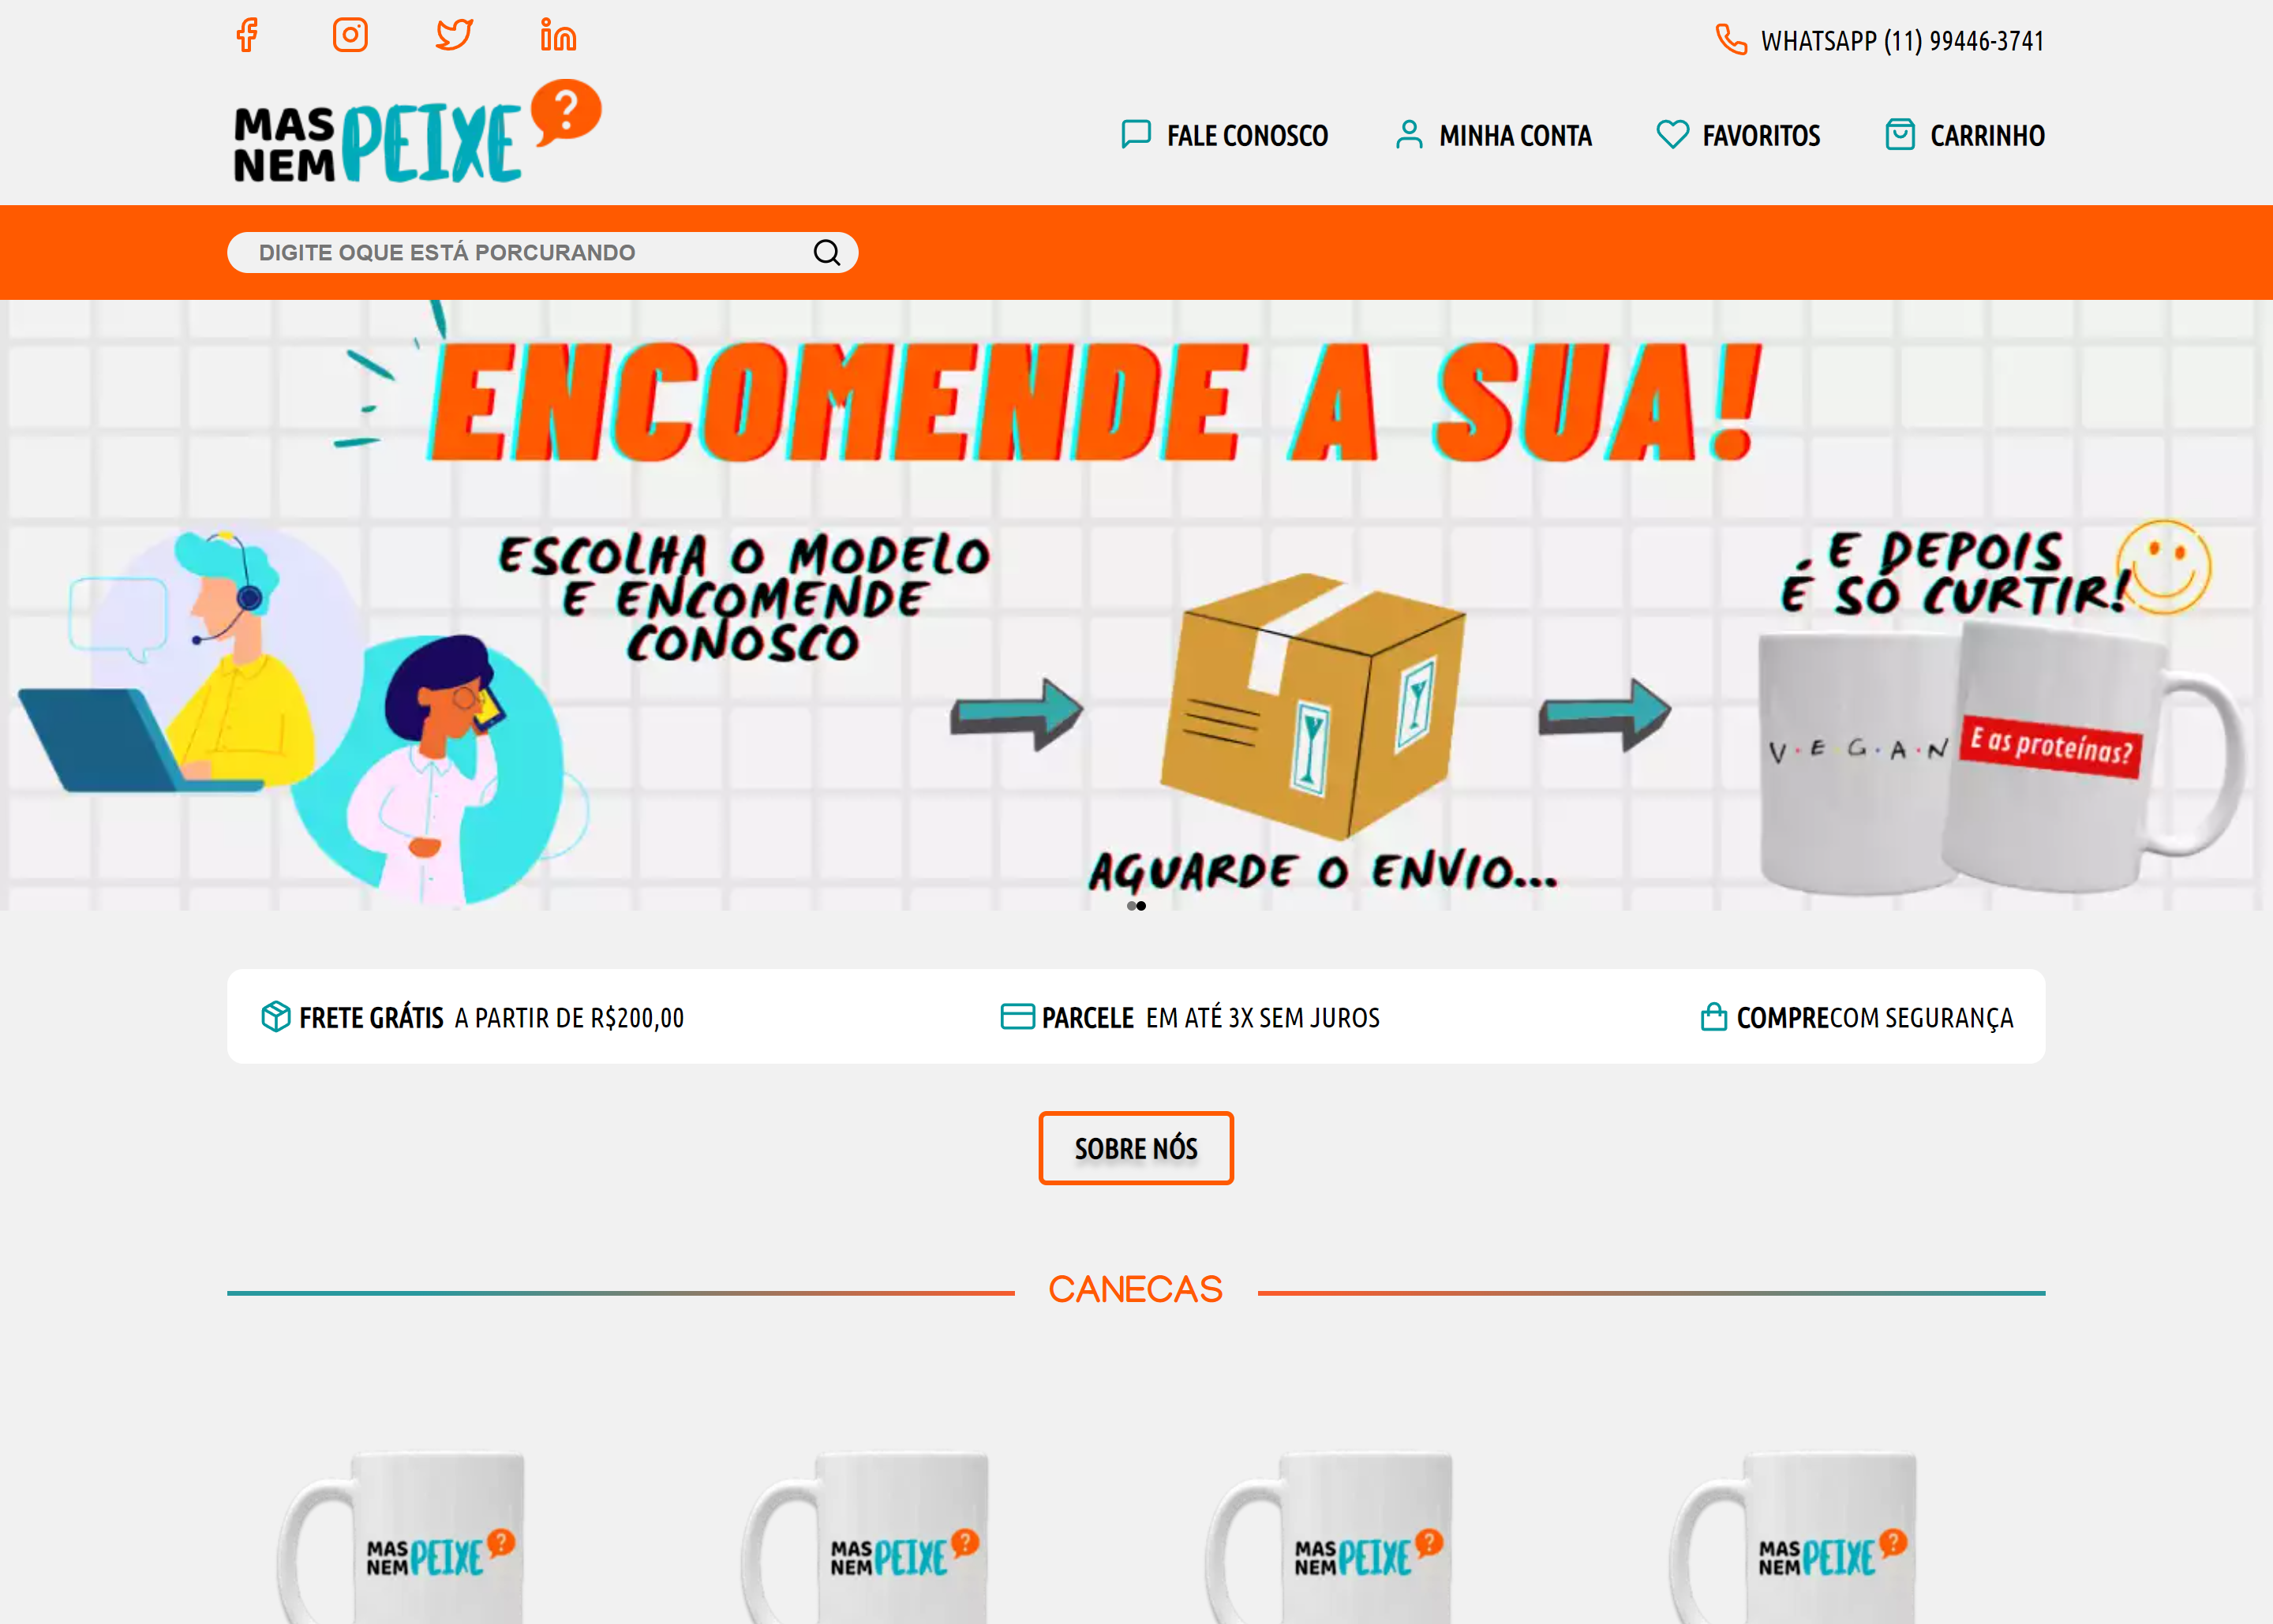 WHATSAPP (11) 99446-3741
MAS
NEM PEIXE ?
FALE CONOSCO
MINHA CONTA
FAVORITOS
CARRINHO
DIGITE OQUE ESTÁ PORCURANDO
ENCOMENDE A SUA!
ESCOLHA O MODELO
E ENCOMENDE
CONOSCO
AGUARDE O ENVIO...
E DEPOIS
É SÓ CURTIR!
V·E·G·A·N
E as proteínas?
FRETE GRÁTIS A PARTIR DE R$200,00
PARCELE EM ATÉ 3X SEM JUROS
COMPRECOM SEGURANÇA
SOBRE NÓS
CANECAS
MAS
NEM PEIXE ?
MAS
NEM PEIXE ?
MAS
NEM PEIXE ?
MAS
NEM PEIXE ?